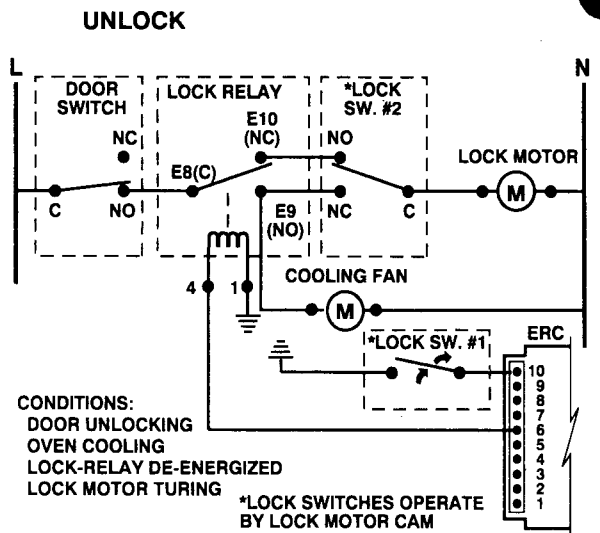 UNLOCK
L
N
DOOR
SWITCH
LOCK RELAY
*LOCK
SW. #2
E10
(NC)
NC
NO
LOCK MOTOR
E8(C)
M
C
NO
E9
(NO)
NC
C
4
1
COOLING FAN
M
*LOCK SW. #1
ERC
10
9
8
7
6
5
4
3
2
1
CONDITIONS:
DOOR UNLOCKING
OVEN COOLING
LOCK-RELAY DE-ENERGIZED
LOCK MOTOR TURING
*LOCK SWITCHES OPERATE
BY LOCK MOTOR CAM